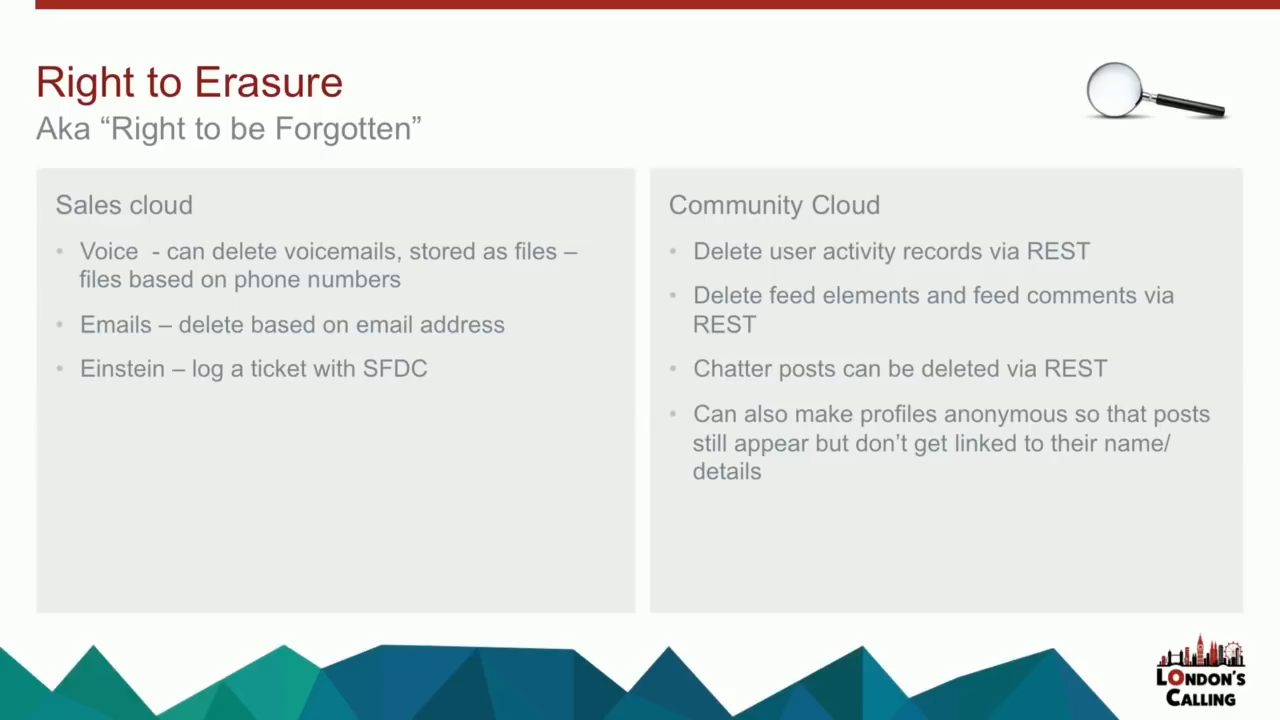 Right to Erasure
Aka “Right to be Forgotten”
Sales cloud
• Voice  - can delete voicemails, stored as files –
files based on phone numbers
• Emails – delete based on email address
• Einstein – log a ticket with SFDC
Community Cloud
• Delete user activity records via REST
• Delete feed elements and feed comments via
REST
• Chatter posts can be deleted via REST
• Can also make profiles anonymous so that posts
still appear but don’t get linked to their name/
details
LONDON'S
CALLING